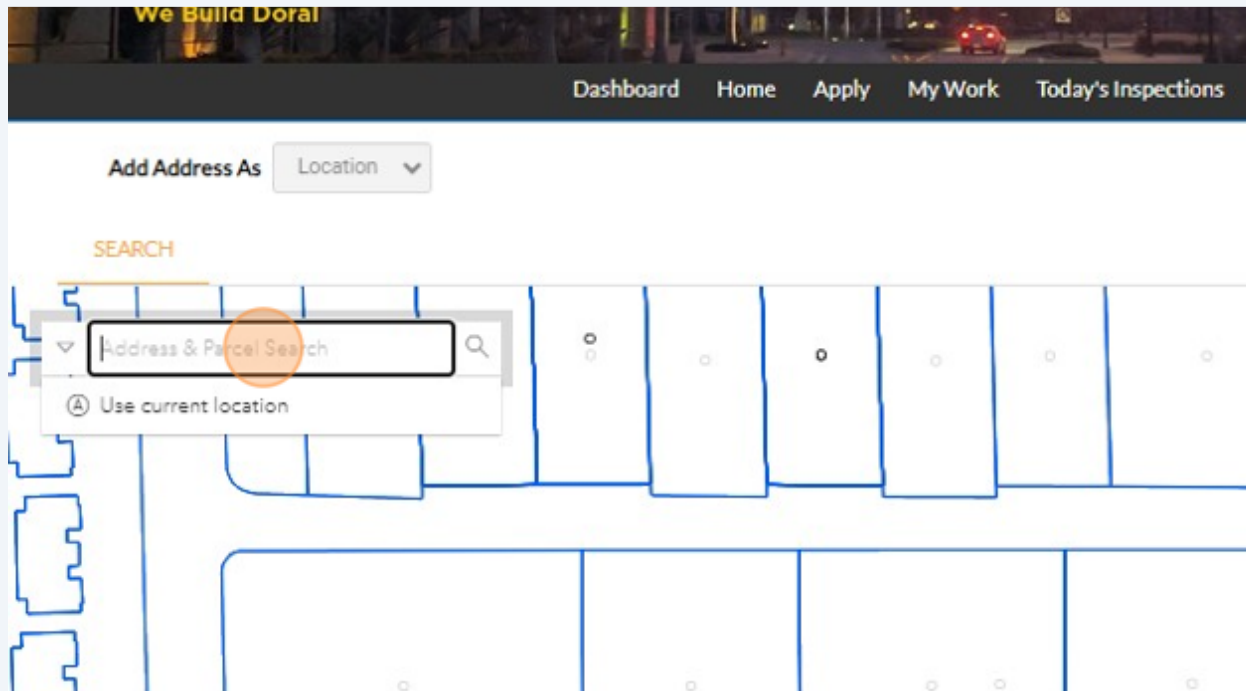 We Build Doral
Dashboard Home Apply My Work Today's Inspections
Add Address As Location
SEARCH
Address & Parcel Search
Use current location